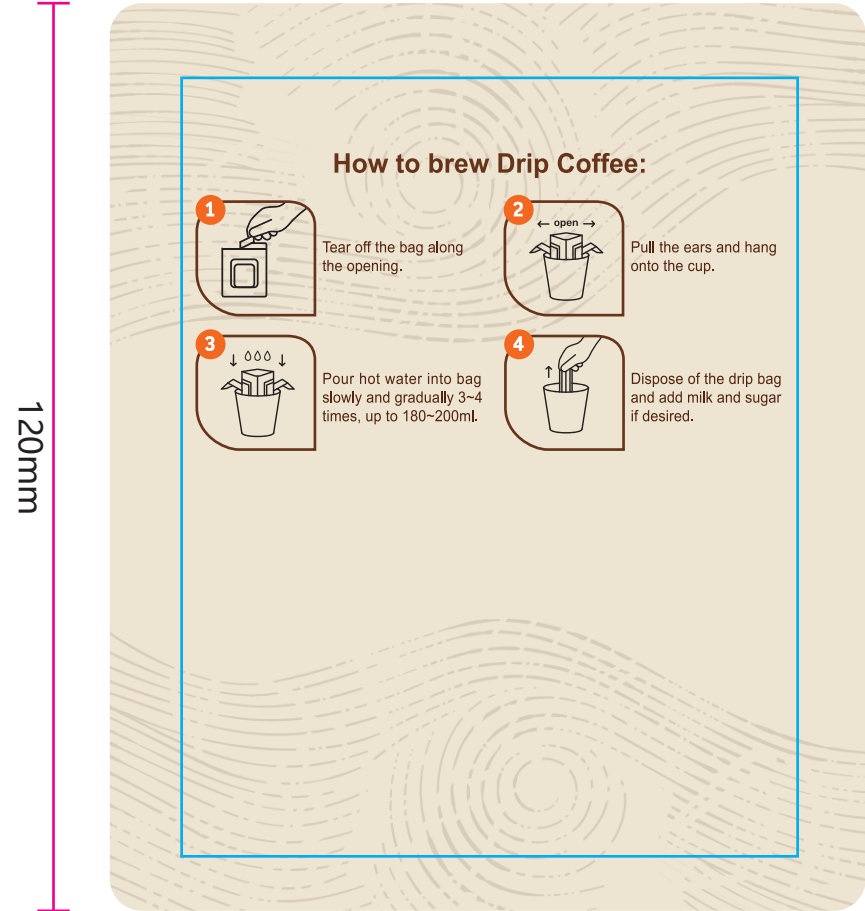 How to brew Drip Coffee:
1
Tear off the bag along
the opening.
2
← open →
Pull the ears and hang
onto the cup.
3
Pour hot water into bag
slowly and gradually 3~4
times, up to 180~200ml.
4
Dispose of the drip bag
and add milk and sugar
if desired.
120mm